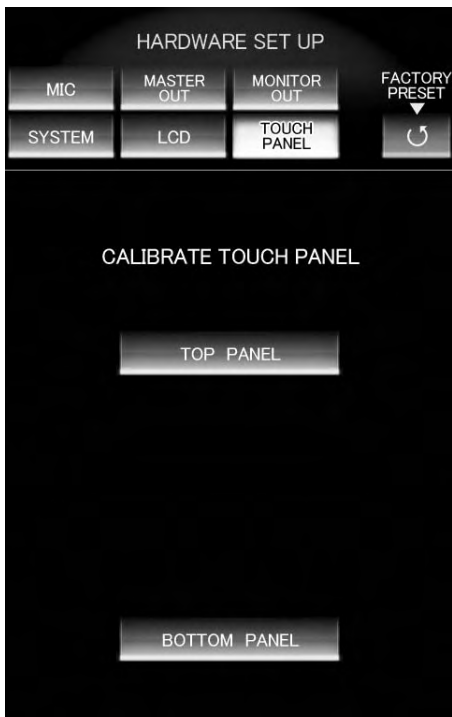 HARDWARE SET UP
MIC
MASTER
OUT
MONITOR
OUT
FACTORY
PRESET
SYSTEM
LCD
TOUCH
PANEL
CALIBRATE TOUCH PANEL
TOP PANEL
BOTTOM PANEL